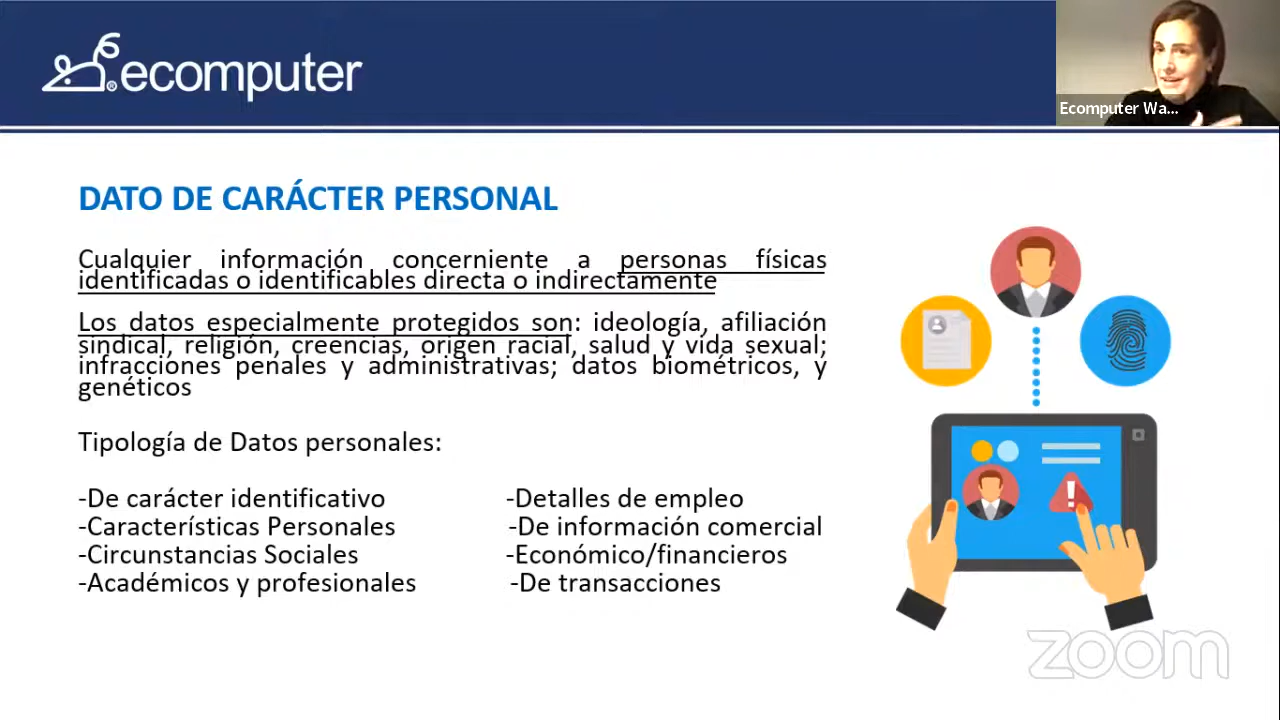 ecomputer
Ecomputer Wa...
DATO DE CARÁCTER PERSONAL
Cualquier información concerniente a personas físicas
identificadas o identificables directa o indirectamente
Los datos especialmente protegidos son: ideología, afiliación
sindical, religión, creencias, origen racial, salud y vida sexual;
infracciones penales y administrativas; datos biométricos, y
genéticos
Tipología de Datos personales:
-De carácter identificativo
-Características Personales
-Circunstancias Sociales
-Académicos y profesionales
-Detalles de empleo
-De información comercial
-Económico/financieros
-De transacciones
zoom